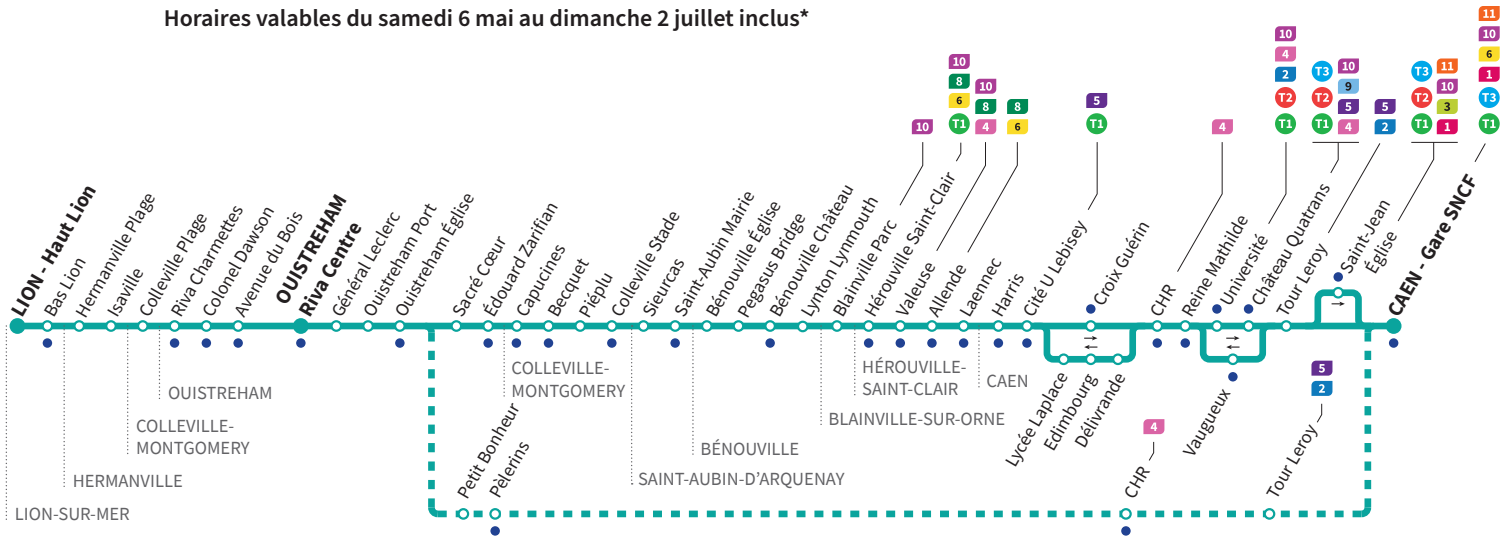 Horaires valables du samedi 6 mai au dimanche 2 juillet inclus*
10
10
8
6
T1
10
8
4
8
6
5
T1
4
10
4
2
T2
T1
T3
T2
T1
10
9
5
4
5
2
T3
T2
T1
11
10
3
1
11
10
6
1
T3
T1
LION - Haut Lion
Bas Lion
Hermanville Plage
Isaville
Colleville Plage
Riva Charmettes
Colonel Dawson
Avenue du Bois
OUISTREHAM
Riva Centre
Général Leclerc
Ouistreham Port
Ouistreham Église
Sacré Cœur
Édouard Zarifian
Capucines
Becquet
Piéplu
Colleville Stade
Sieurcas
Saint-Aubin Mairie
Bénouville Église
Pegasus Bridge
Bénouville Château
Lynton Lynmouth
Blainville Parc
Hérouville Saint-Clair
Valeuse
Allende
Laennec
Harris
Cité U Lebisey
Croix Guérin
CHR
Reine Mathilde
Université
Château Quatrans
Tour Leroy
Saint-Jean
Église
CAEN - Gare SNCF
→
→
←
→
←
Lycée Laplace
Edimbourg
Délivrande
Vaugueux
OUISTREHAM
COLLEVILLE-
MONTGOMERY
HERMANVILLE
LION-SUR-MER
COLLEVILLE-
MONTGOMERY
SAINT-AUBIN-D’ARQUENAY
BÉNOUVILLE
BLAINVILLE-SUR-ORNE
HÉROUVILLE-
SAINT-CLAIR
CAEN
Petit Bonheur
Pèlerins
4
CHR
5
2
Tour Leroy